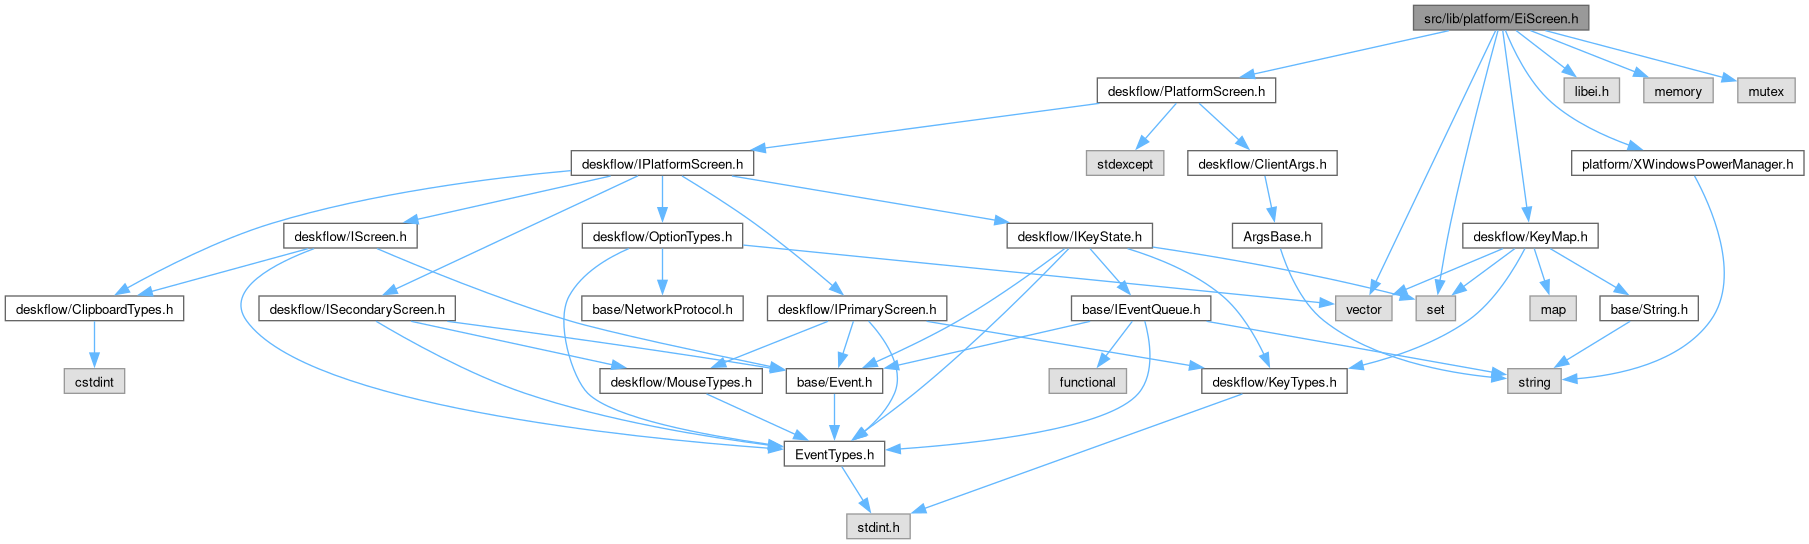 src/lib/platform/EiScreen.h
deskflow/PlatformScreen.h
libei.h
memory
mutex
deskflow/IPlatformScreen.h
stdexcept
deskflow/ClientArgs.h
platform/XWindowsPowerManager.h
deskflow/IScreen.h
deskflow/OptionTypes.h
deskflow/IKeyState.h
ArgsBase.h
deskflow/KeyMap.h
deskflow/ClipboardTypes.h
deskflow/ISecondaryScreen.h
base/NetworkProtocol.h
deskflow/IPrimaryScreen.h
base/IEventQueue.h
vector
set
map
base/String.h
cstdint
deskflow/MouseTypes.h
base/Event.h
functional
deskflow/KeyTypes.h
string
EventTypes.h
stdint.h